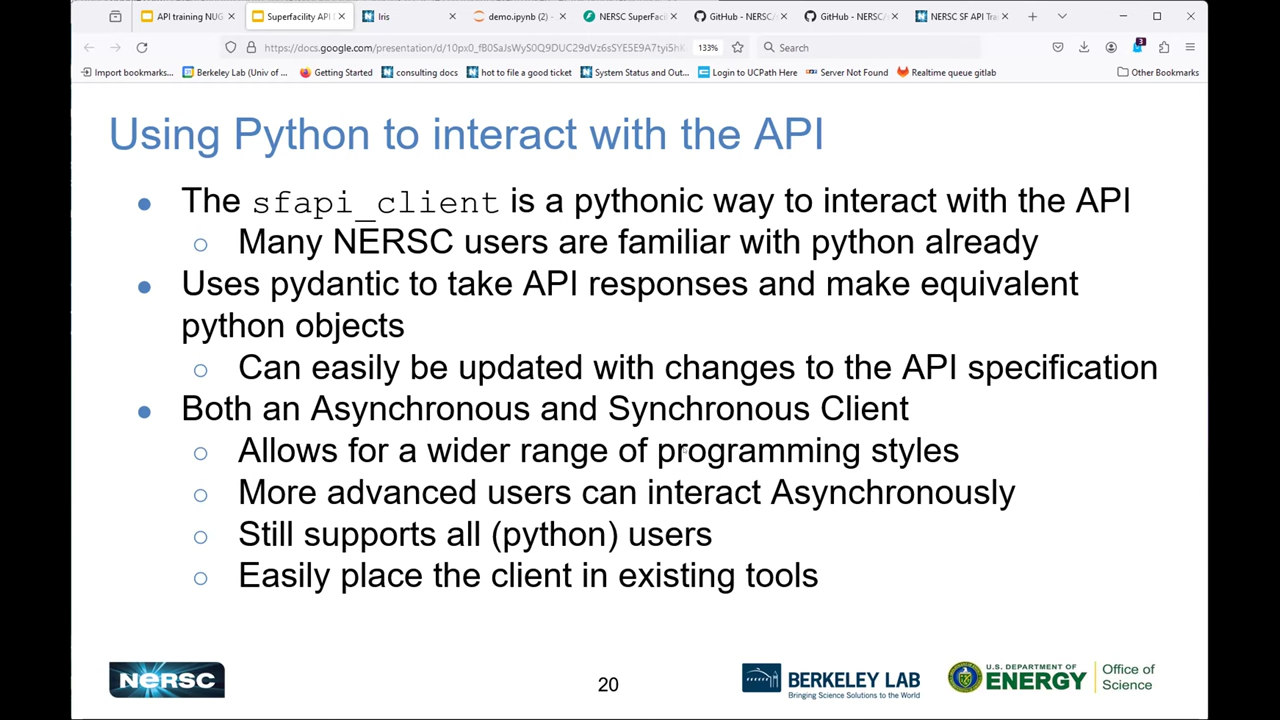 API training NUG
Superfacility API
Iris
demo.ipynb (2)
NERSC SuperFacil
GitHub - NERSC/
GitHub - NERSC/
NERSC SF API Tra
https://docs.google.com/presentation/d/10px0_fB0SaJsWyS0Q9DUC29dVz6sSYE5E9A7tyi5hK
133%
Search
3
Import bookmarks...
Berkeley Lab (Univ of ...
Getting Started
consulting docs
hot to file a good ticket
System Status and Out...
Login to UCPath Here
Server Not Found
Realtime queue gitlab
Other Bookmarks
Using Python to interact with the API
● The sfapi_client is a pythonic way to interact with the API
○ Many NERSC users are familiar with python already
● Uses pydantic to take API responses and make equivalent
python objects
○ Can easily be updated with changes to the API specification
● Both an Asynchronous and Synchronous Client
○ Allows for a wider range of programming styles
○ More advanced users can interact Asynchronously
○ Still supports all (python) users
○ Easily place the client in existing tools
NERSC
20
BERKELEY LAB
Bringing Science Solutions to the World
U.S. DEPARTMENT OF
ENERGY
Office of
Science